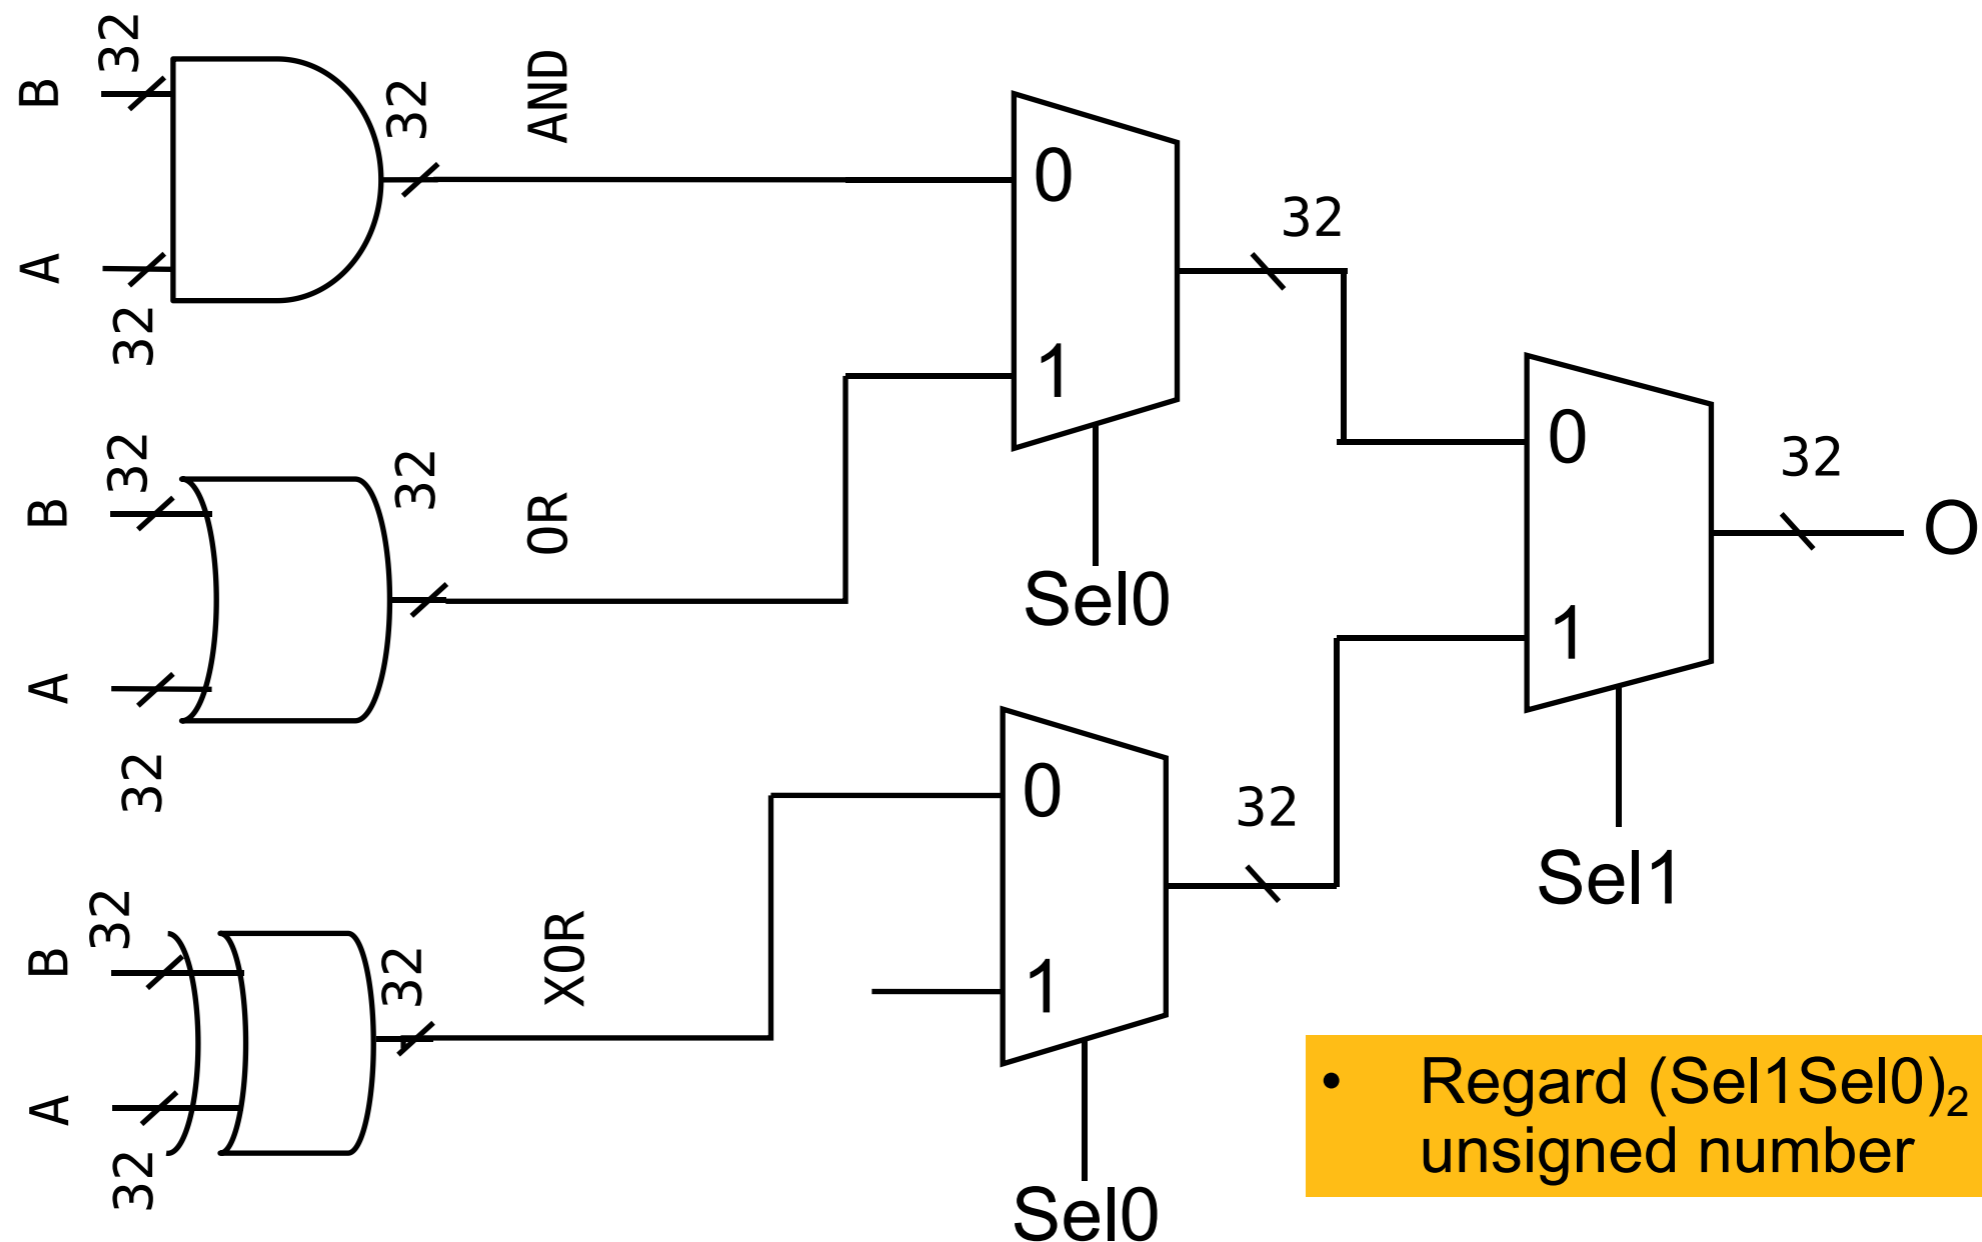 B
32
32
AND
A
32
0
1
Sel0
32
B
32
32
OR
A
32
0
1
Sel1
32
O
B
32
32
XOR
A
32
0
1
Sel0
32
• Regard (Sel1Sel0)₂
unsigned number